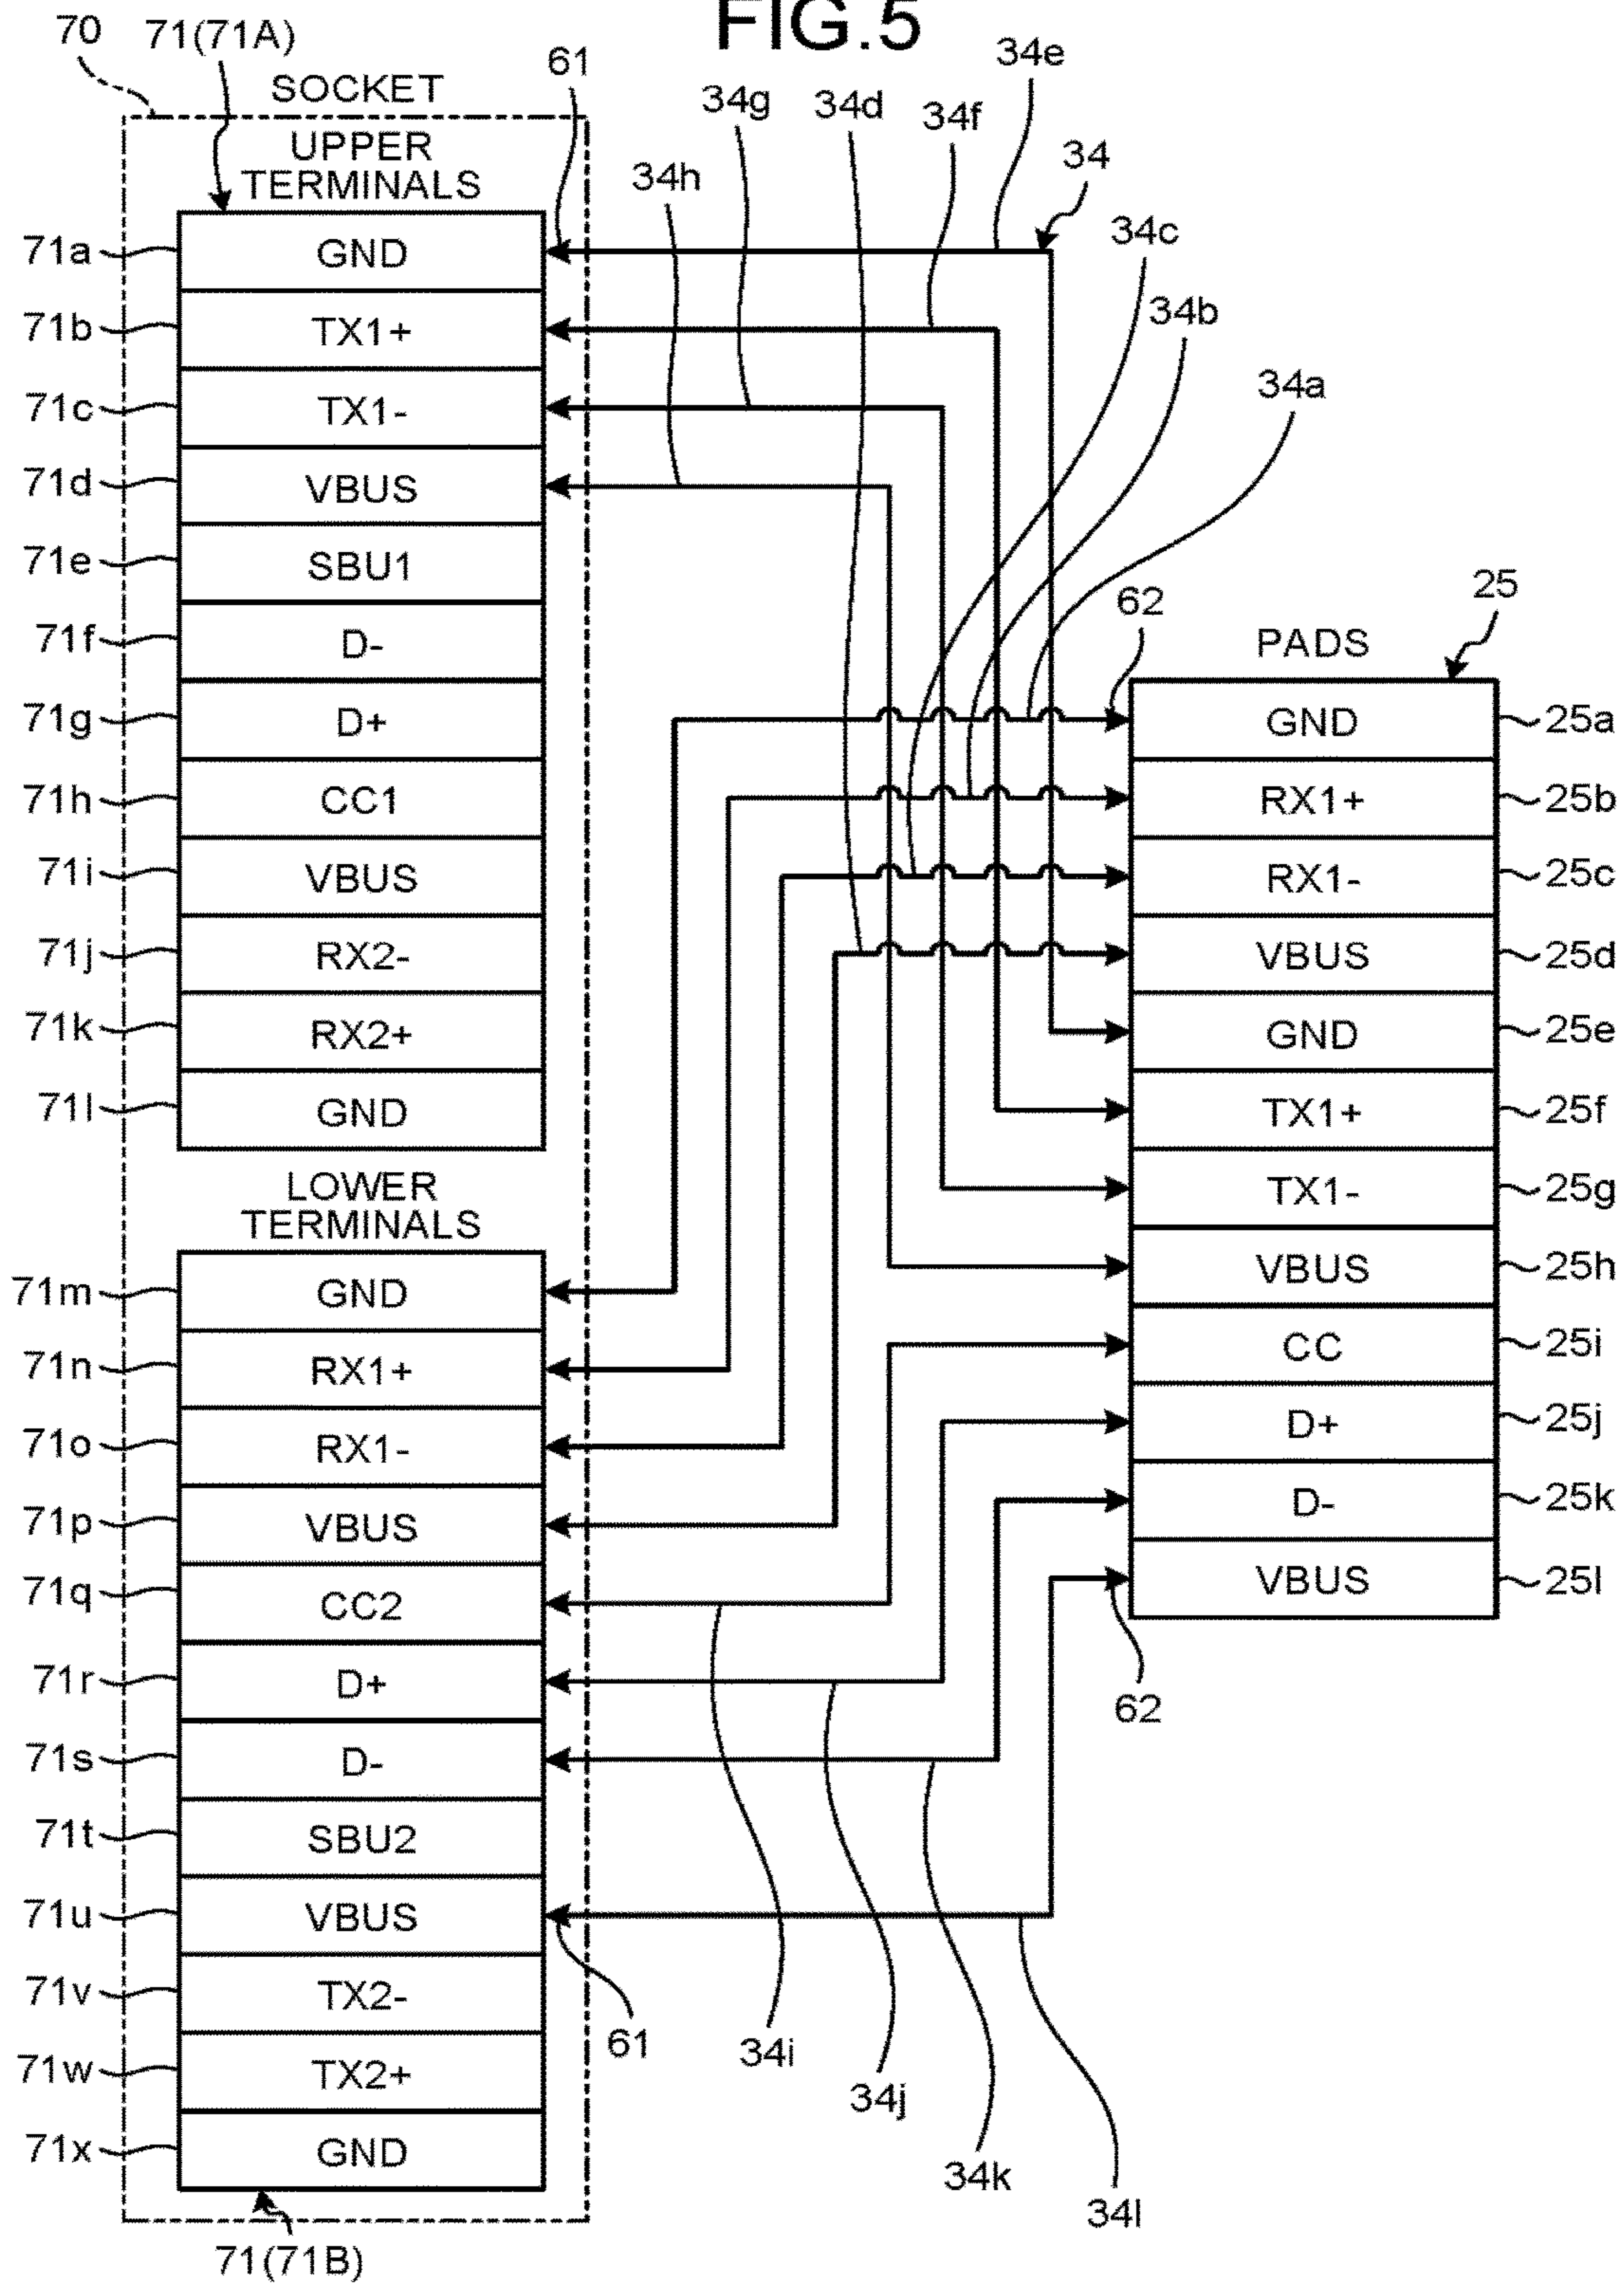 FIG.5
70
71(71A)
61
34e
34g
34d
34f
34
34h
34c
34b
34a
SOCKET
UPPER
TERMINALS
71a GND
71b TX1+
71c TX1-
71d VBUS
71e SBU1
71f D-
71g D+
71h CC1
71i VBUS
71j RX2-
71k RX2+
71l GND
LOWER
TERMINALS
71m GND
71n RX1+
71o RX1-
71p VBUS
71q CC2
71r D+
71s D-
71t SBU2
71u VBUS
71v TX2-
71w TX2+
71x GND
71(71B)
61
34i
34j
34k
34l
62
25
PADS
GND 25a
RX1+ 25b
RX1- 25c
VBUS 25d
GND 25e
TX1+ 25f
TX1- 25g
VBUS 25h
CC 25i
D+ 25j
D- 25k
VBUS 25l
62